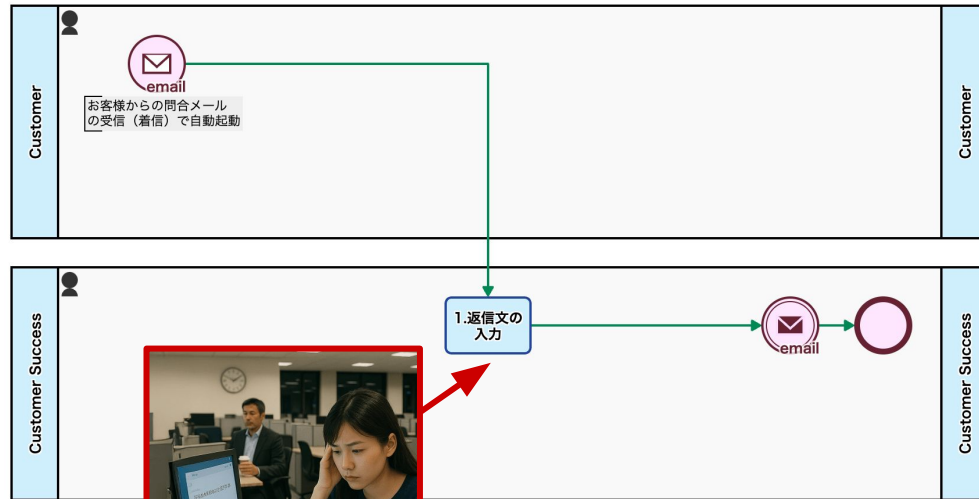 Customer
email
お客様からの問合メール
の受信（着信）で自動起動
Customer
Customer Success
1.返信文の
入力
email
Customer Success